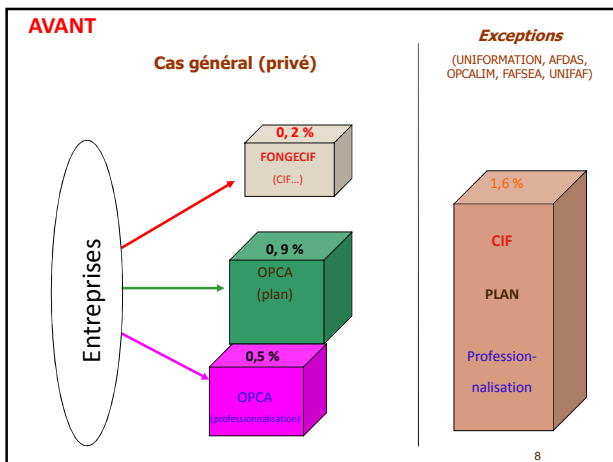 AVANT
Cas général (privé)
Entreprises
0, 2 %
FONGECIF
(CIF...)
0, 9 %
OPCA
(plan)
0,5 %
OPCA
(professionnalisation)
Exceptions
(UNIFORMATION, AFDAS,
OPCALIM, FAFSEA, UNIFAF)
1,6 %
CIF
PLAN
Profession-
nalisation
8